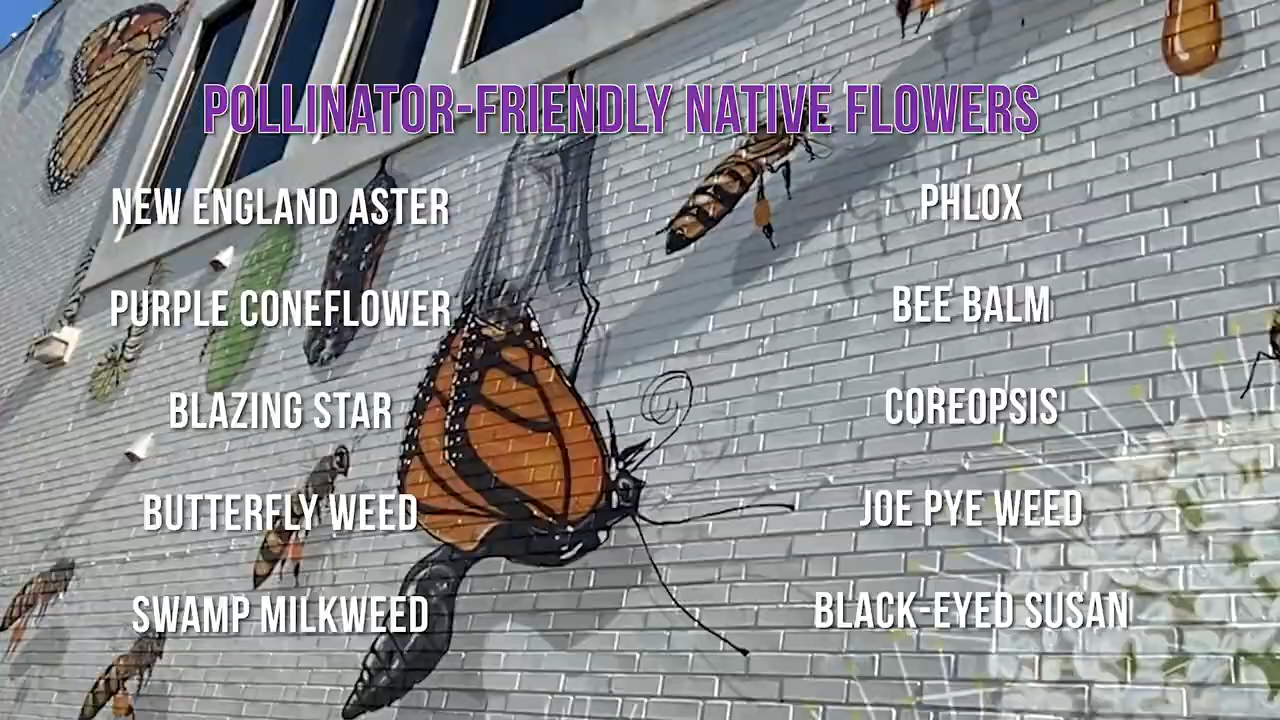 POLLINATOR-FRIENDLY NATIVE FLOWERS
NEW ENGLAND ASTER
PURPLE CONEFLOWER
BLAZING STAR
BUTTERFLY WEED
SWAMP MILKWEED
PHLOX
BEE BALM
COREOPSIS
JOE PYE WEED
BLACK-EYED SUSAN